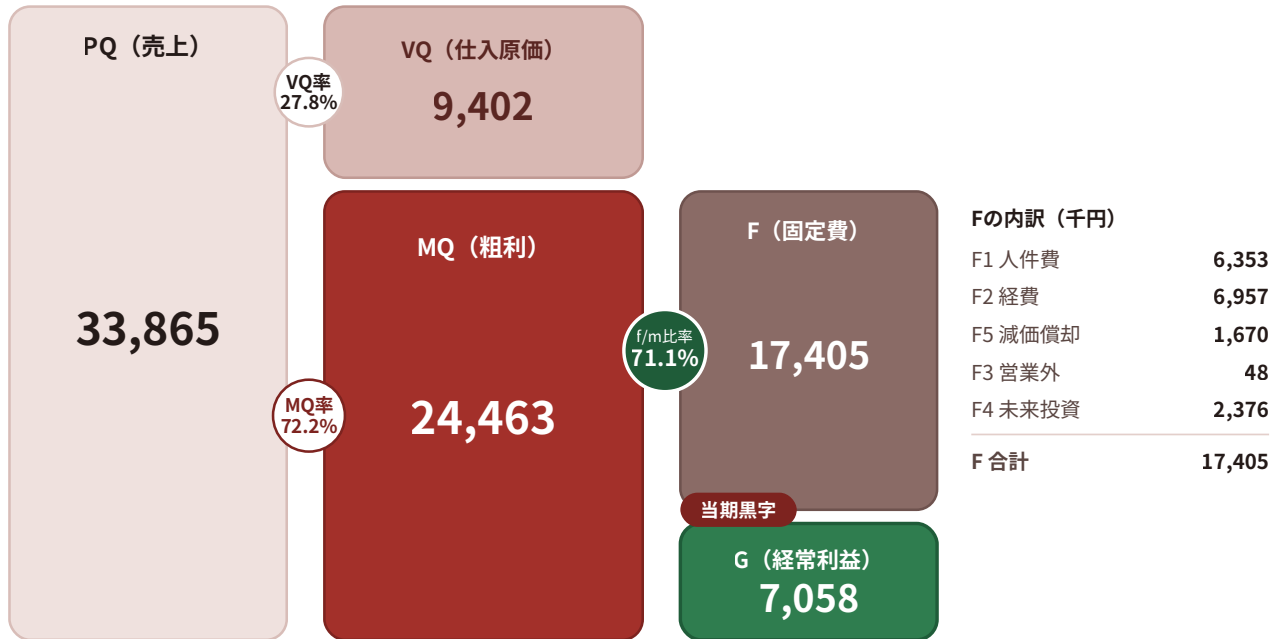 PQ（売上）
33,865
VQ率
27.8%
VQ（仕入原価）
9,402
MQ率
72.2%
MQ（粗利）
24,463
f/m比率
71.1%
F（固定費）
17,405
当期黒字
G（経常利益）
7,058
Fの内訳（千円）
F1 人件費 6,353
F2 経費 6,957
F5 減価償却 1,670
F3 営業外 48
F4 未来投資 2,376
F 合計 17,405